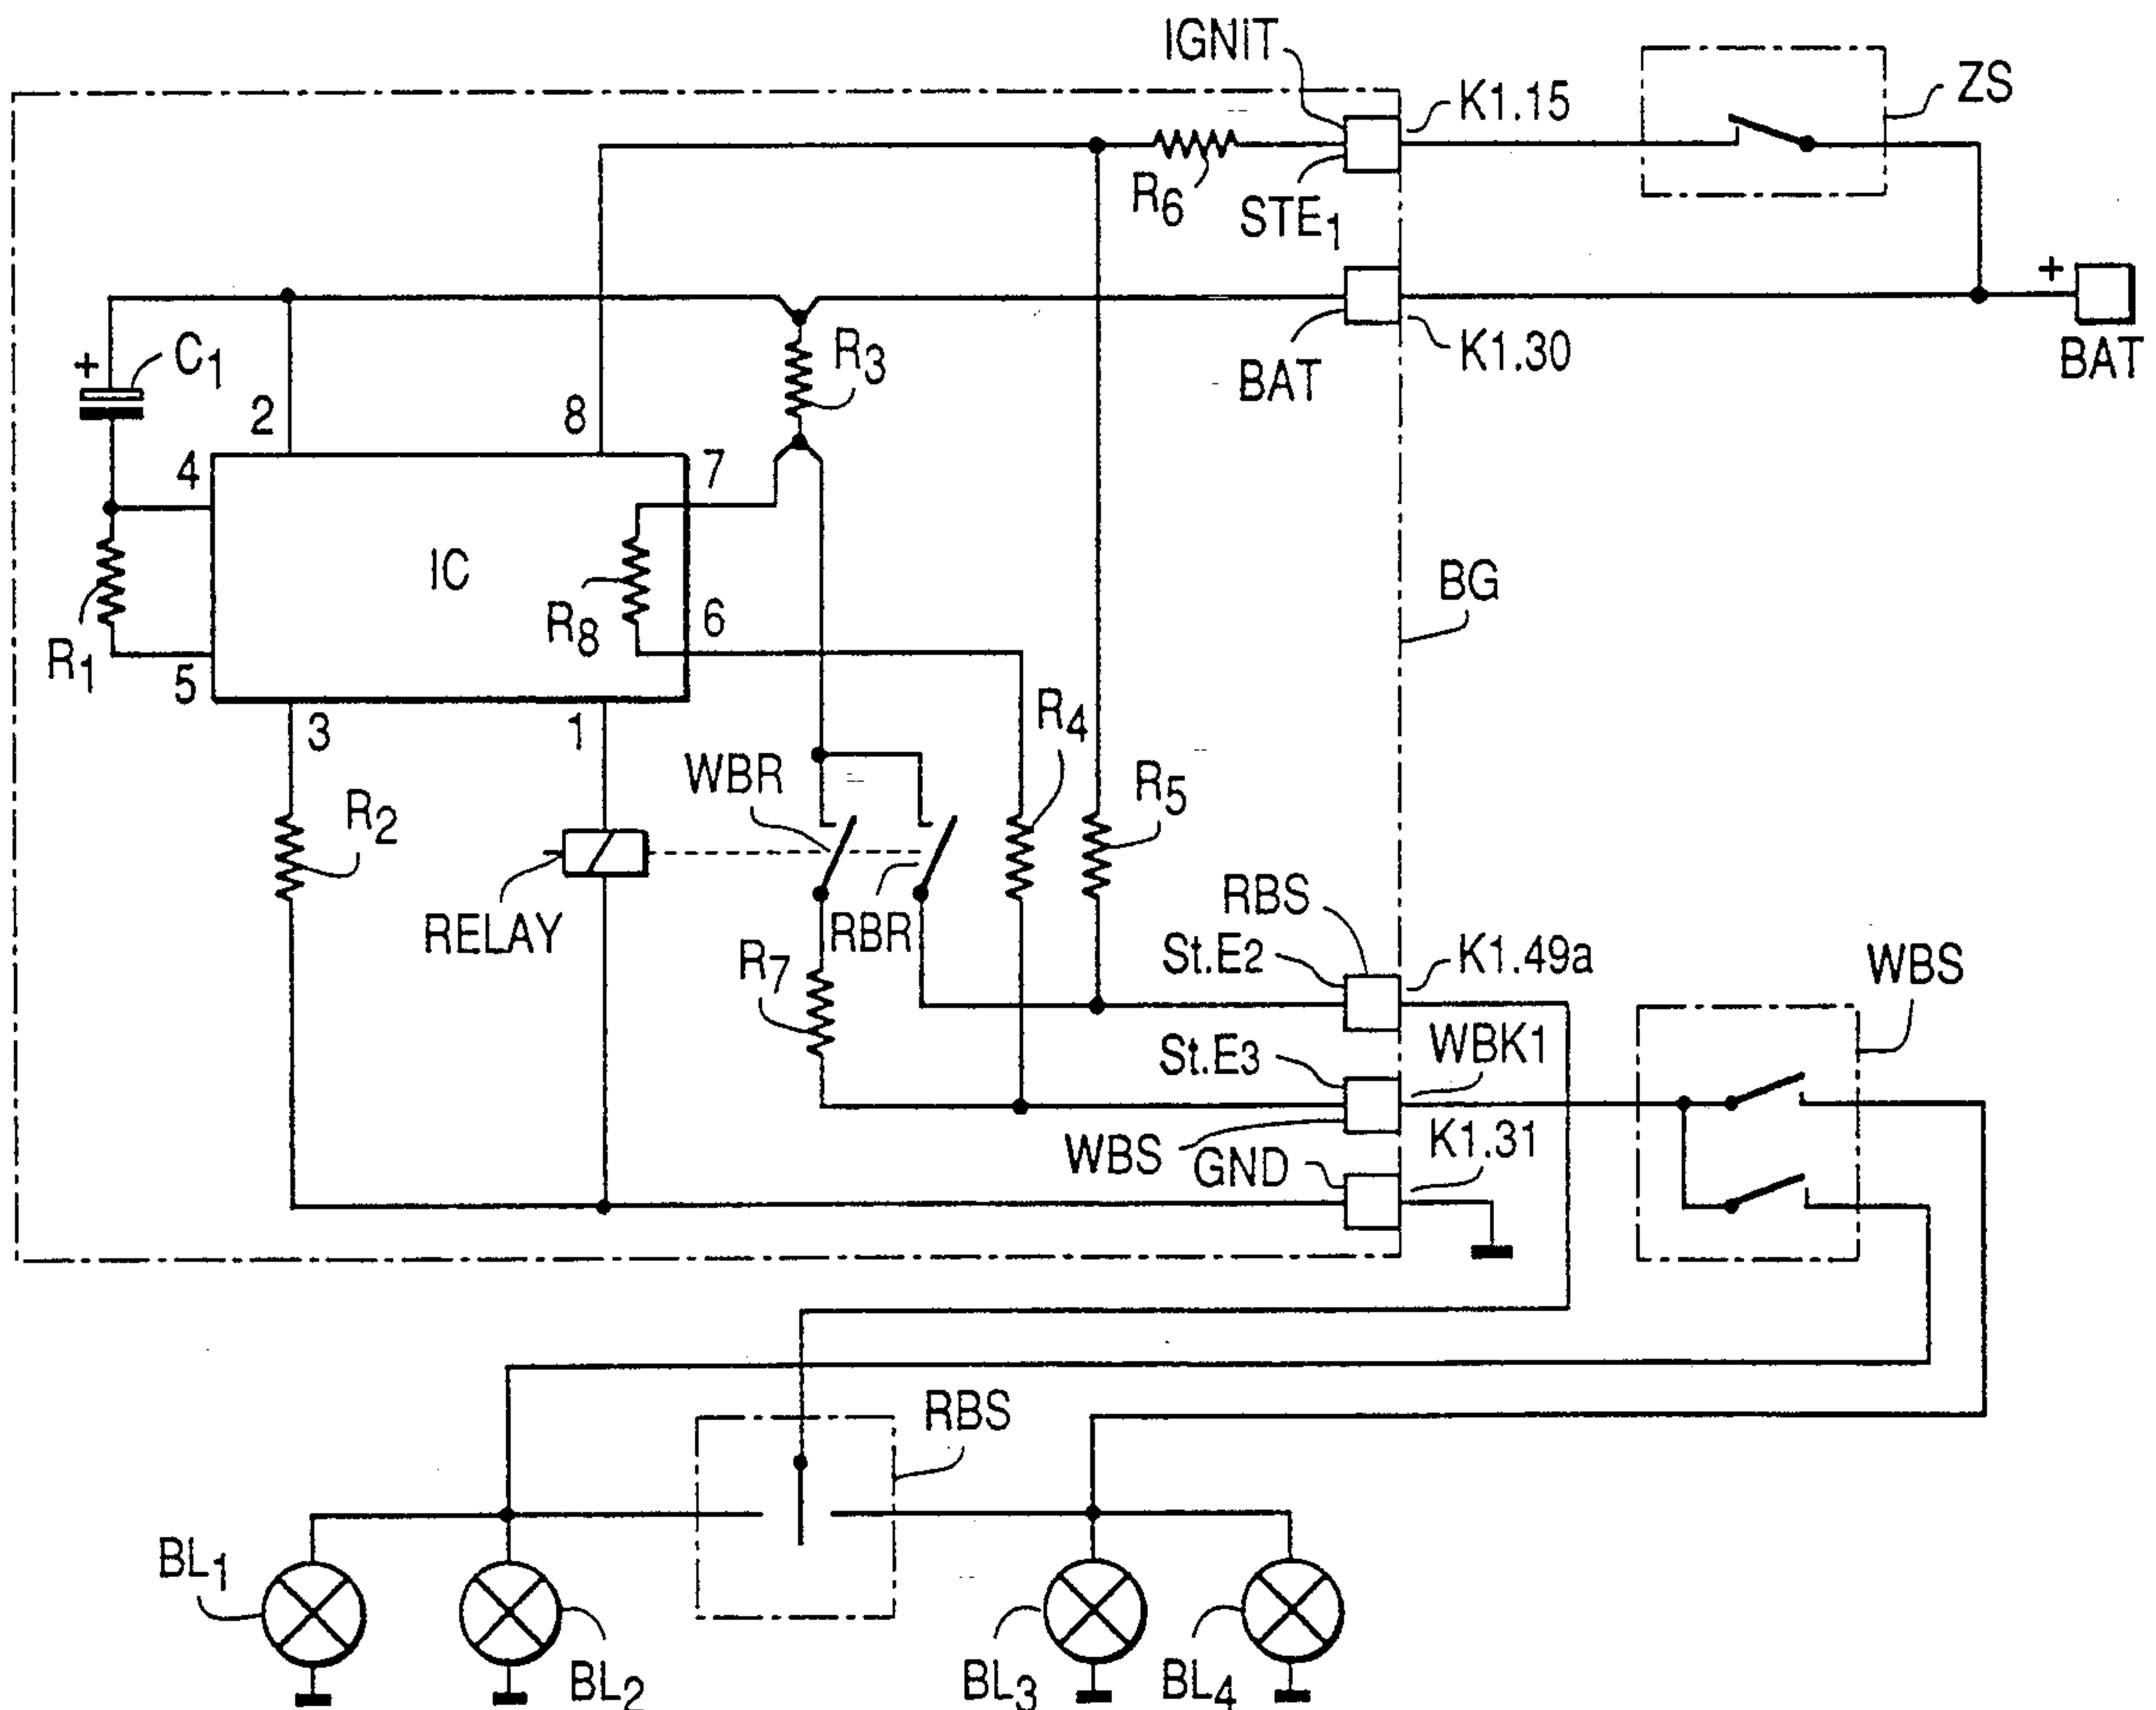 IGNiT
K1.15
ZS
R6
STE1
+
BAT
K1.30
BAT
+
C1
R3
2
8
4
7
IC
R8
6
BG
R1
5
3
1
R4
WBR
R5
R2
RELAY
RBR
RBS
St.E2
K1.49a
WBS
R7
St.E3
WBK1
WBS
GND
K1.31
RBS
BL1
BL2
BL3
BL4